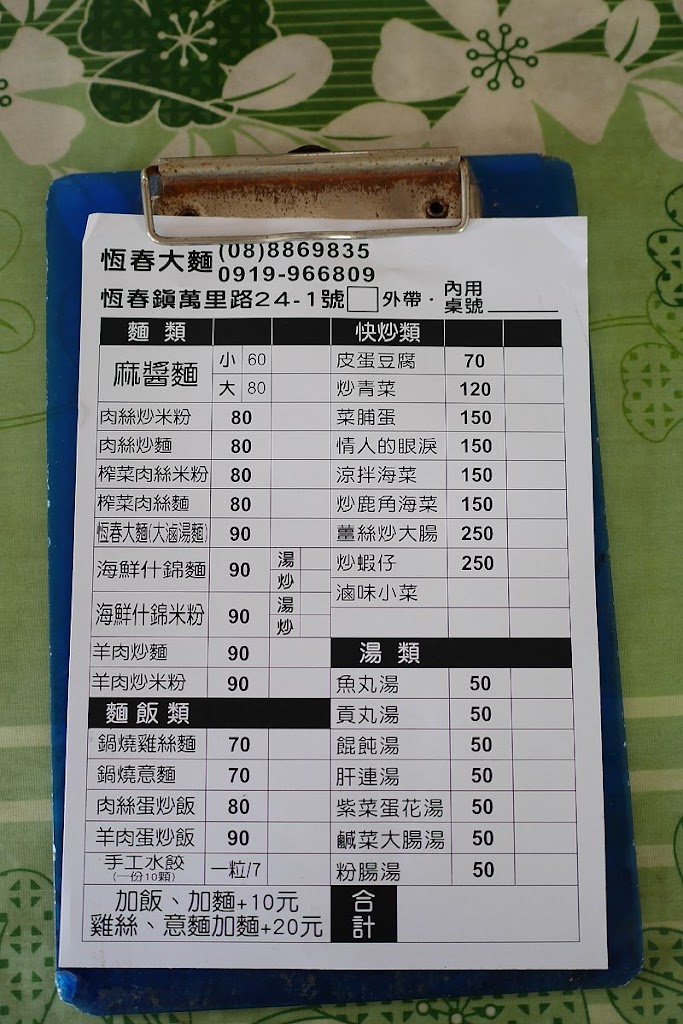 恆春大麵 (08)8869835
0919-966809
恆春鎮萬里路24-1號 外帶・內用
桌號
麵 類
麻醬麵 小 60
大 80
肉絲炒米粉 80
肉絲炒麵 80
榨菜肉絲米粉 80
榨菜肉絲麵 80
恆春大麵(大滷湯麵) 90
海鮮什錦麵 90 湯
炒
海鮮什錦米粉 90 湯
炒
羊肉炒麵 90
羊肉炒米粉 90
麵飯類
鍋燒雞絲麵 70
鍋燒意麵 70
肉絲蛋炒飯 80
羊肉蛋炒飯 90
手工水餃 一粒/7
(一份10顆)
加飯、加麵+10元
雞絲、意麵加麵+20元
快炒類
皮蛋豆腐 70
炒青菜 120
菜脯蛋 150
情人的眼淚 150
涼拌海菜 150
炒鹿角海菜 150
薑絲炒大腸 250
炒蝦仔 250
滷味小菜
湯 類
魚丸湯 50
貢丸湯 50
餛飩湯 50
肝連湯 50
紫菜蛋花湯 50
鹹菜大腸湯 50
粉腸湯 50
合計